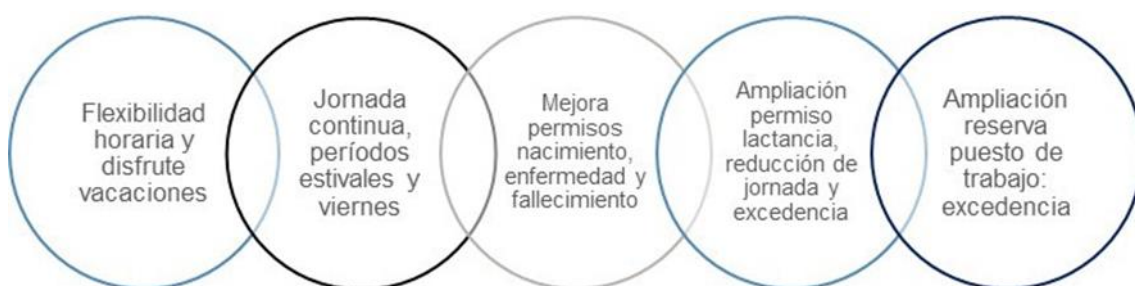 Flexibilidad
horaria y
disfrute
vacaciones
Jornada
continua,
períodos
estivales y
viernes
Mejora
permisos
nacimiento,
enfermedad y
fallecimiento
Ampliación
permiso
lactancia,
reducción de
jornada y
excedencia
Ampliación
reserva
puesto de
trabajo:
excedencia